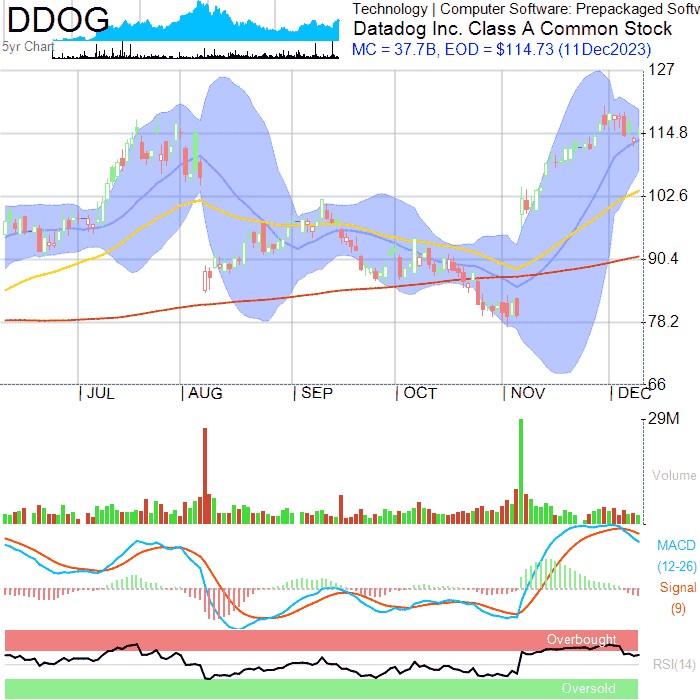 DDOG
5yr Chart
Technology | Computer Software: Prepackaged Softw
Datadog Inc. Class A Common Stock
MC = 37.7B, EOD = $114.73 (11Dec2023)
127
114.8
102.6
90.4
78.2
66
JUL AUG SEP OCT NOV DEC
29M
Volume
MACD
(12-26)
Signal
(9)
Overbought
RSI(14)
Oversold